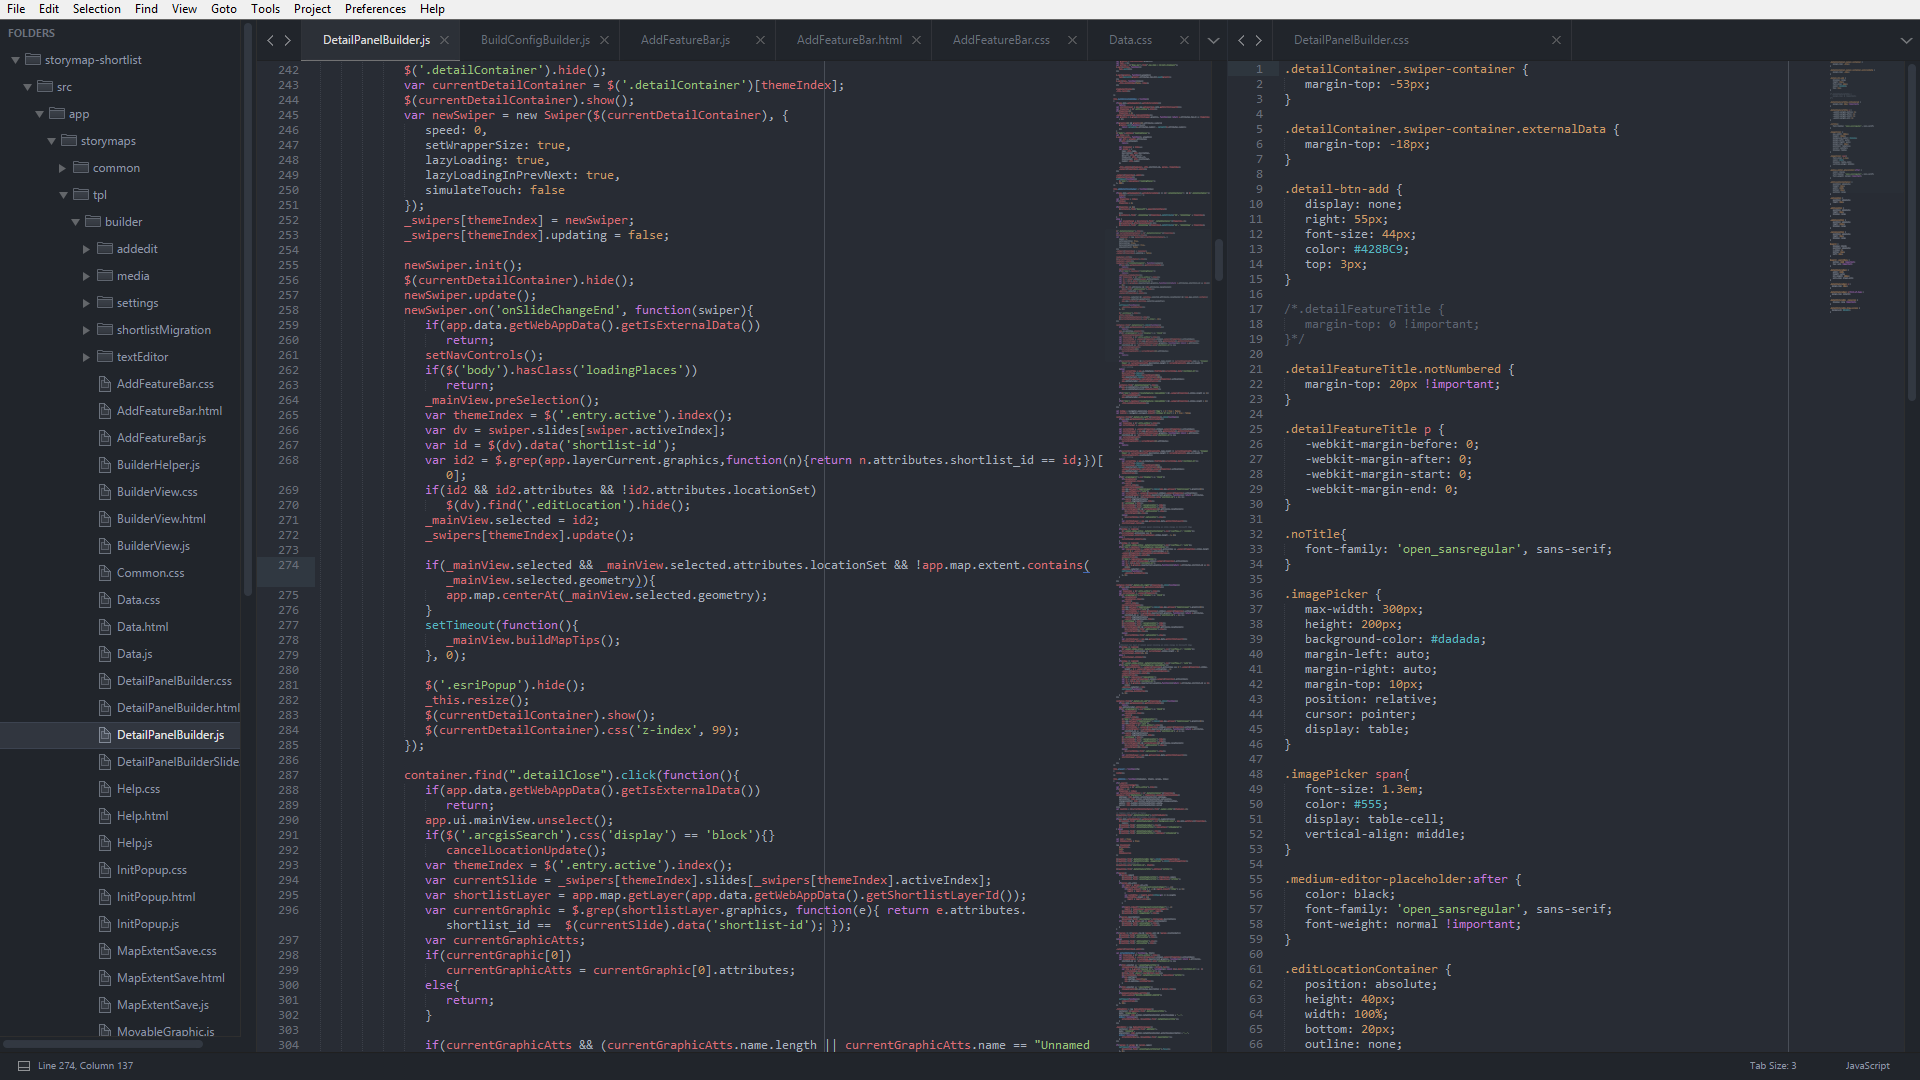 File Edit Selection Find View Goto Tools Project Preferences Help
FOLDERS
storymap-shortlist
src
app
storymaps
common
tpl
builder
addedit
media
settings
shortlistMigration
textEditor
AddFeatureBar.css
AddFeatureBar.html
AddFeatureBar.js
BuilderHelper.js
BuilderView.css
BuilderView.html
BuilderView.js
Common.css
Data.css
Data.html
Data.js
DetailPanelBuilder.css
DetailPanelBuilder.html
DetailPanelBuilder.js
DetailPanelBuilderSlide
Help.css
Help.html
Help.js
InitPopup.css
InitPopup.html
InitPopup.js
MapExtentSave.css
MapExtentSave.html
MapExtentSave.js
MovableGraphic.js
DetailPanelBuilder.js BuildConfigBuilder.js AddFeatureBar.js AddFeatureBar.html AddFeatureBar.css Data.css
242 $('.detailContainer').hide();
243 var currentDetailContainer = $('.detailContainer')[themeIndex];
244 $(currentDetailContainer).show();
245 var newSwiper = new Swiper($(currentDetailContainer), {
246 speed: 0,
247 setWrapperSize: true,
248 lazyLoading: true,
249 lazyLoadingInPrevNext: true,
250 simulateTouch: false
251 });
252 _swipers[themeIndex] = newSwiper;
253 _swipers[themeIndex].updating = false;
254
255 newSwiper.init();
256 $(currentDetailContainer).hide();
257 newSwiper.update();
258 newSwiper.on('onSlideChangeEnd', function(swiper){
259 if(app.data.getWebAppData().getIsExternalData())
260 return;
261 setNavControls();
262 if($('body').hasClass('loadingPlaces'))
263 return;
264 _mainView.preSelection();
265 var themeIndex = $('.entry.active').index();
266 var dv = swiper.slides[swiper.activeIndex];
267 var id = $(dv).data('shortlist-id');
268 var id2 = $.grep(app.layerCurrent.graphics,function(n){return n.attributes.shortlist_id == id;})[
0];
269 if(id2 && id2.attributes && !id2.attributes.locationSet)
270 $(dv).find('.editLocation').hide();
271 _mainView.selected = id2;
272 _swipers[themeIndex].update();
273
274 if(_mainView.selected && _mainView.selected.attributes.locationSet && !app.map.extent.contains(
_mainView.selected.geometry)){
275 app.map.centerAt(_mainView.selected.geometry);
276 }
277 setTimeout(function(){
278 _mainView.buildMapTips();
279 }, 0);
280
281 $('.esriPopup').hide();
282 _this.resize();
283 $(currentDetailContainer).show();
284 $(currentDetailContainer).css('z-index', 99);
285 });
286
287 container.find(".detailClose").click(function(){
288 if(app.data.getWebAppData().getIsExternalData())
289 return;
290 app.ui.mainView.unselect();
291 if($('.arcgisSearch').css('display') == 'block'){}
292 cancelLocationUpdate();
293 var themeIndex = $('.entry.active').index();
294 var currentSlide = _swipers[themeIndex].slides[_swipers[themeIndex].activeIndex];
295 var shortlistLayer = app.map.getLayer(app.data.getWebAppData().getShortlistLayerId());
296 var currentGraphic = $.grep(shortlistLayer.graphics, function(e){ return e.attributes.
shortlist_id == $(currentSlide).data('shortlist-id'); });
297 var currentGraphicAtts;
298 if(currentGraphic[0])
299 currentGraphicAtts = currentGraphic[0].attributes;
300 else{
301 return;
302 }
303
304 if(currentGraphicAtts && (currentGraphicAtts.name.length || currentGraphicAtts.name == "Unnamed
DetailPanelBuilder.css
1 .detailContainer.swiper-container {
2 margin-top: -53px;
3 }
4
5 .detailContainer.swiper-container.externalData {
6 margin-top: -18px;
7 }
8
9 .detail-btn-add {
10 display: none;
11 right: 55px;
12 font-size: 44px;
13 color: #428BC9;
14 top: 3px;
15 }
16
17 /*.detailFeatureTitle {
18 margin-top: 0 !important;
19 }*/
20
21 .detailFeatureTitle.notNumbered {
22 margin-top: 20px !important;
23 }
24
25 .detailFeatureTitle p {
26 -webkit-margin-before: 0;
27 -webkit-margin-after: 0;
28 -webkit-margin-start: 0;
29 -webkit-margin-end: 0;
30 }
31
32 .noTitle{
33 font-family: 'open_sansregular', sans-serif;
34 }
35
36 .imagePicker {
37 max-width: 300px;
38 height: 200px;
39 background-color: #dadada;
40 margin-left: auto;
41 margin-right: auto;
42 margin-top: 10px;
43 position: relative;
44 cursor: pointer;
45 display: table;
46 }
47
48 .imagePicker span{
49 font-size: 1.3em;
50 color: #555;
51 display: table-cell;
52 vertical-align: middle;
53 }
54
55 .medium-editor-placeholder:after {
56 color: black;
57 font-family: 'open_sansregular', sans-serif;
58 font-weight: normal !important;
59 }
60
61 .editLocationContainer {
62 position: absolute;
63 height: 40px;
64 width: 100%;
65 bottom: 20px;
66 outline: none;
Line 274, Column 137
Tab Size: 3 JavaScript